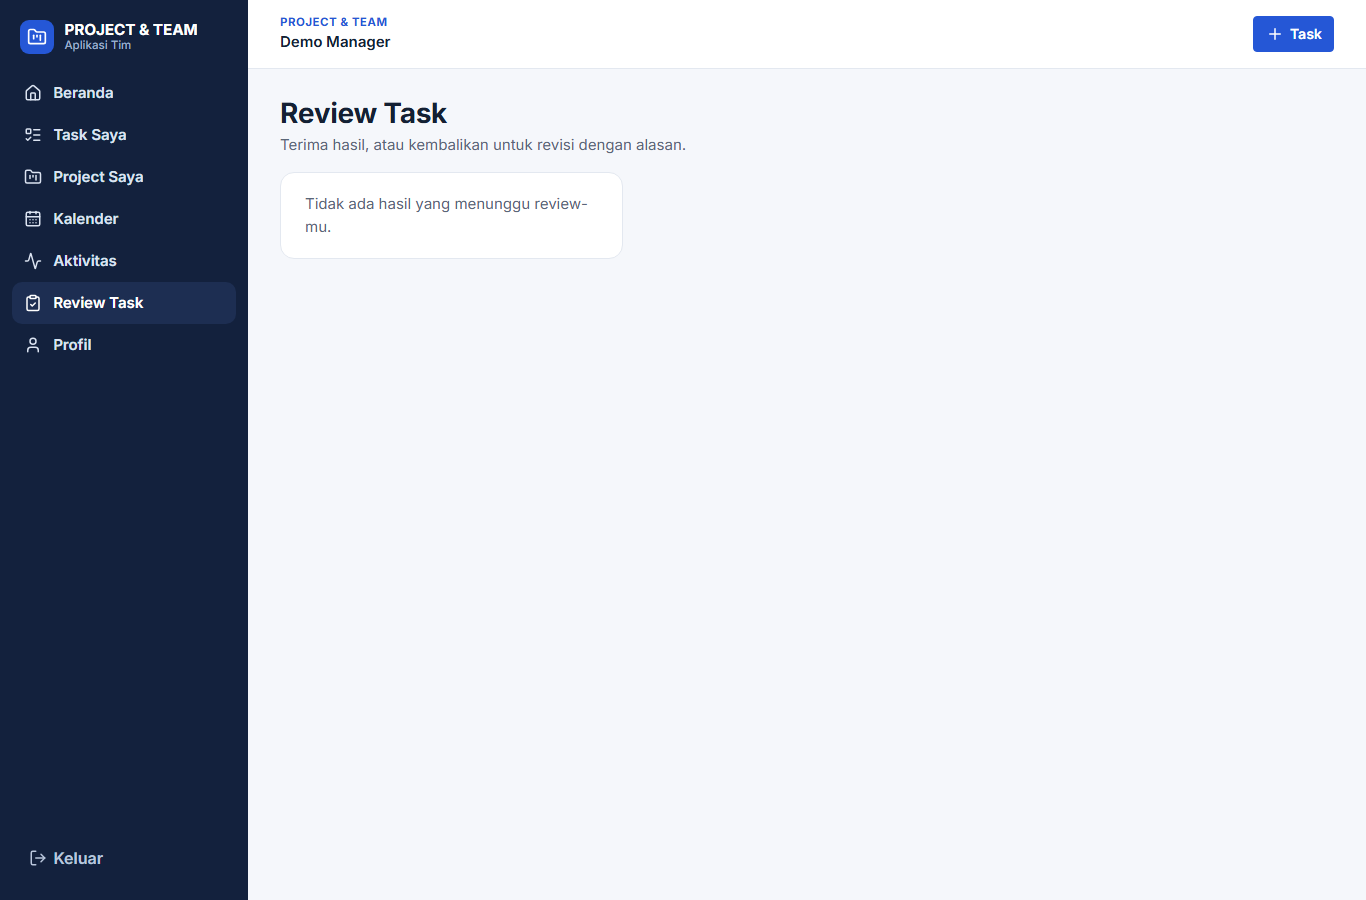 PROJECT & TEAM
Aplikasi Tim
Beranda
Task Saya
Project Saya
Kalender
Aktivitas
Review Task
Profil
Keluar
PROJECT & TEAM
Demo Manager
Task
Review Task
Terima hasil, atau kembalikan untuk revisi dengan alasan.
Tidak ada hasil yang menunggu review-
mu.